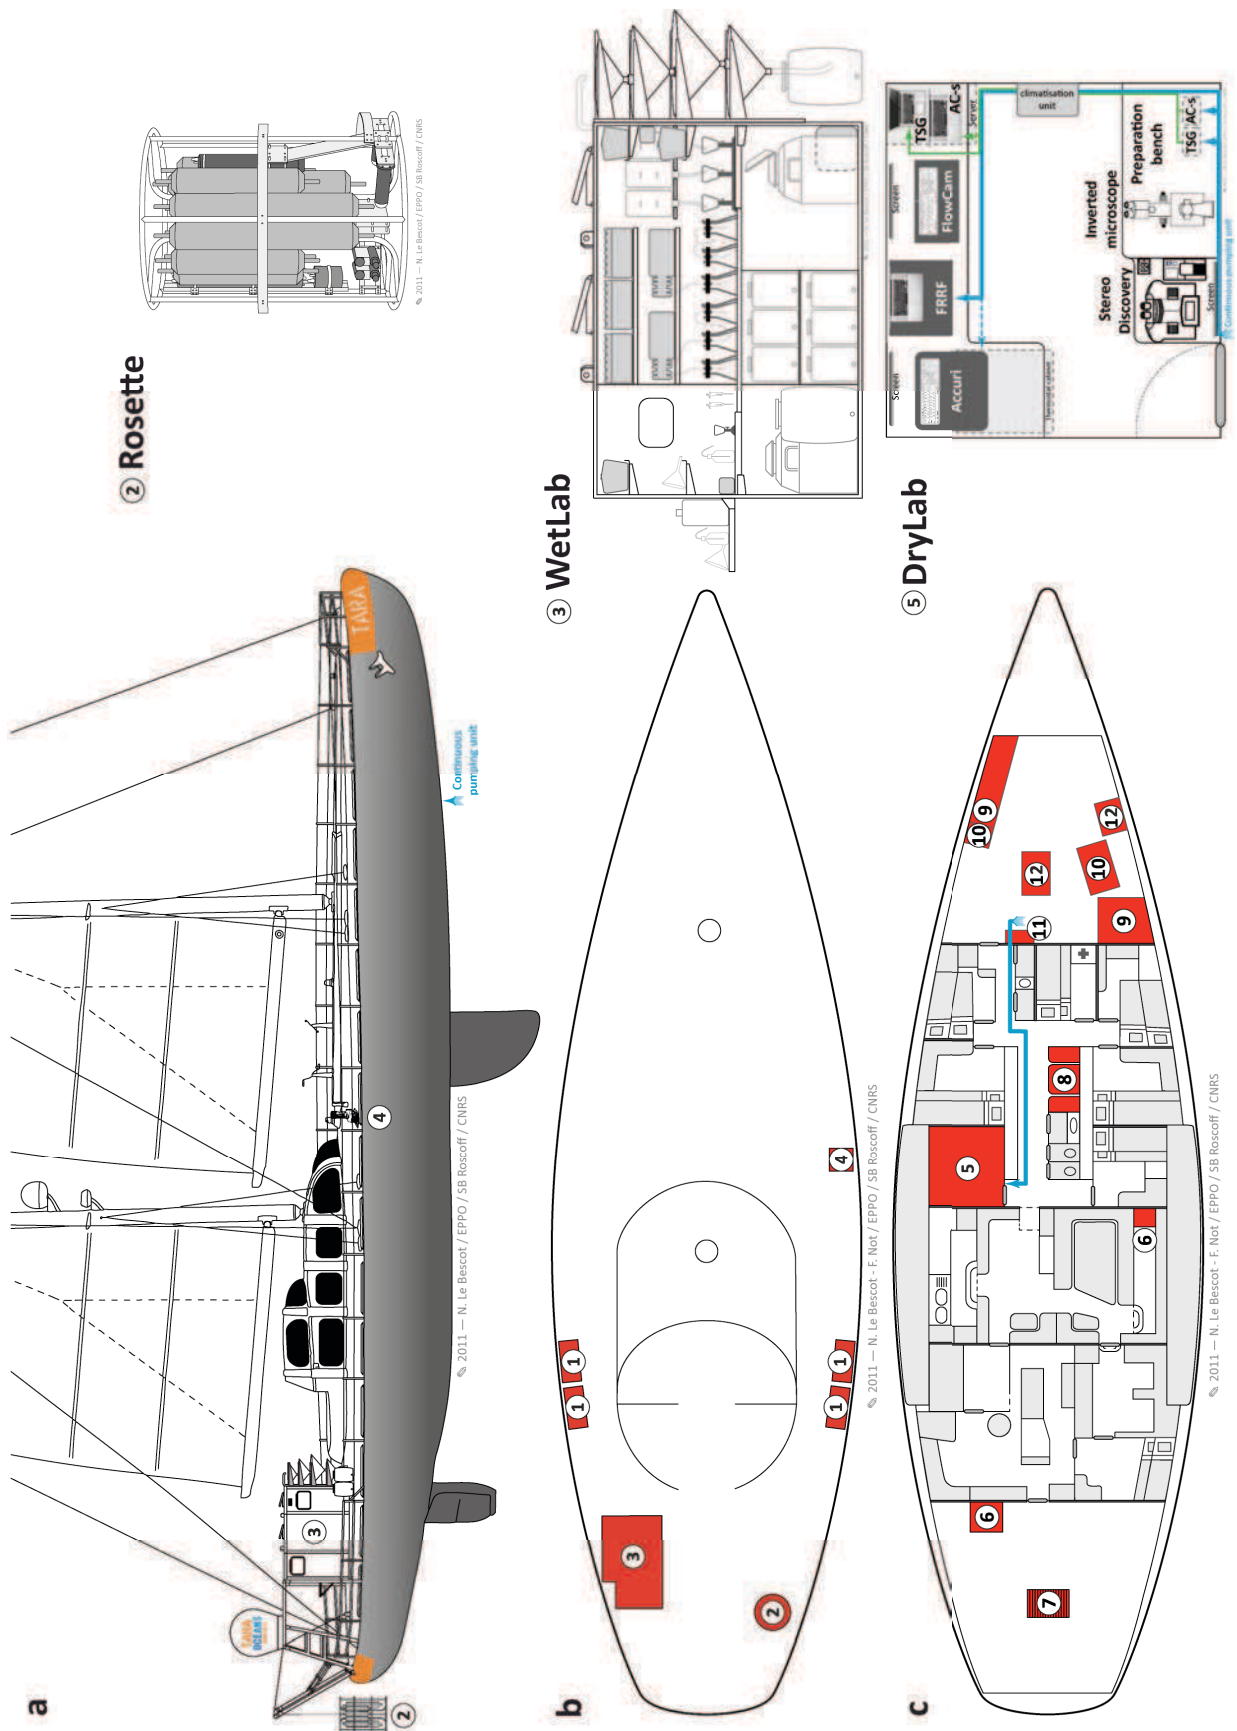 a
TARA
OCEANS
2
3
4
TARA
Continuous
pumping unit
✎ 2011 — N. Le Bescot / EPPO / SB Roscoff / CNRS
2 Rosette
✎ 2011 — N. Le Bescot / EPPO / SB Roscoff / CNRS
b
3
2
1
1
1
1
4
✎ 2011 — N. Le Bescot - F. Not / EPPO / SB Roscoff / CNRS
3 WetLab
c
7
6
6
5
8
11
9
10
12
12
10
9
✎ 2011 — N. Le Bescot - F. Not / EPPO / SB Roscoff / CNRS
5 DryLab
Screen
Accuri
Thermostat cabinet
FRRF
Screen
FlowCam
TSG
AC-s
Server
climatisation
unit
Stereo
Discovery
Screen
Inverted
microscope
Preparation
bench
TSG
AC-s
Continuous pumping unit